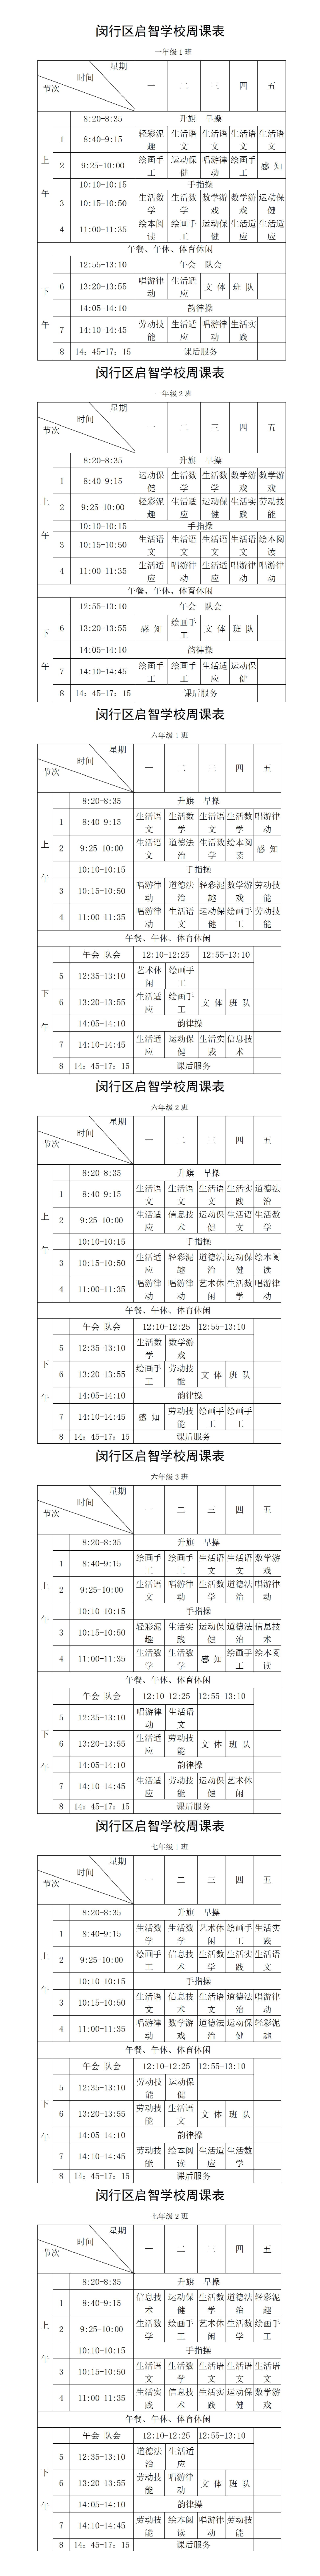 闵行区启智学校周课表
一年级1班
星期
时间
节次
一 二 三 四 五
上午
8:20-8:35 升旗 早操
1 8:40-9:15 轻彩泥趣 生活语文 生活语文 生活语文 生活语文
2 9:25-10:00 绘画手工 运动保健 唱游律动 绘画手工 感 知
10:10-10:15 手指操
3 10:15-10:50 生活数学 生活数学 数学游戏 数学游戏 运动保健
4 11:00-11:35 绘本阅读 绘画手工 运动保健 生活适应 生活适应
午餐、午休、体育休闲
下午
12:55-13:10 午会 队会
6 13:20-13:55 唱游律动 生活适应 文 体 班 队
14:05-14:10 韵律操
7 14:10-14:45 劳动技能 生活适应 唱游律动 生活实践
8 14：45-17：15 课后服务
闵行区启智学校周课表
一年级2班
星期
时间
节次
一 二 三 四 五
上午
8:20-8:35 升旗 早操
1 8:40-9:15 运动保健 生活数学 生活数学 数学游戏 数学游戏
2 9:25-10:00 轻彩泥趣 生活适应 运动保健 生活实践 劳动技能
10:10-10:15 手指操
3 10:15-10:50 生活语文 生活语文 生活语文 生活语文 绘本阅读
4 11:00-11:35 生活适应 唱游律动 生活适应 唱游律动 唱游律动
午餐、午休、体育休闲
下午
12:55-13:10 午会 队会
6 13:20-13:55 感 知 绘画手工 文 体 班 队
14:05-14:10 韵律操
7 14:10-14:45 绘画手工 绘画手工 生活适应 运动保健
8 14：45-17：15 课后服务
闵行区启智学校周课表
六年级1班
星期
时间
节次
一 二 三 四 五
上午
8:20-8:35 升旗 早操
1 8:40-9:15 生活语文 生活数学 生活语文 生活数学 唱游律动
2 9:25-10:00 生活语文 道德法治 生活数学 绘本阅读 感 知
10:10-10:15 手指操
3 10:15-10:50 唱游律动 道德法治 轻彩泥趣 数学游戏 劳动技能
4 11:00-11:35 唱游律动 生活语文 运动保健 绘画手工 劳动技能
午餐、午休、体育休闲
下午
午会 队会 12:10-12:25 12:55-13:10
5 12:35-13:10 艺术休闲 绘画手工
6 13:20-13:55 生活适应 绘画手工 文 体 班 队
14:05-14:10 韵律操
7 14:10-14:45 生活适应 运动保健 生活实践 信息技术
8 14：45-17：15 课后服务
闵行区启智学校周课表
六年级2班
星期
时间
节次
一 二 三 四 五
上午
8:20-8:35 升旗 早操
1 8:40-9:15 生活语文 生活语文 生活语文 生活实践 道德法治
2 9:25-10:00 生活适应 信息技术 运动保健 生活语文 生活数学
10:10-10:15 手指操
3 10:15-10:50 生活适应 轻彩泥趣 道德法治 运动保健 绘本阅读
4 11:00-11:35 唱游律动 唱游律动 艺术休闲 生活数学 唱游律动
午餐、午休、体育休闲
下午
午会 队会 12:10-12:25 12:55-13:10
5 12:35-13:10 生活数学 数学游戏
6 13:20-13:55 绘画手工 劳动技能 文 体 班 队
14:05-14:10 韵律操
7 14:10-14:45 感 知 劳动技能 绘画手工 绘画手工
8 14：45-17：15 课后服务
闵行区启智学校周课表
六年级3班
星期
时间
节次
一 二 三 四 五
上午
8:20-8:35 升旗 早操
1 8:40-9:15 绘画手工 绘画手工 生活语文 生活语文 数学游戏
2 9:25-10:00 生活语文 唱游律动 生活数学 道德法治 唱游律动
10:10-10:15 手指操
3 10:15-10:50 轻彩泥趣 生活实践 运动保健 道德法治 信息技术
4 11:00-11:35 生活数学 生活数学 感 知 绘画手工 绘本阅读
午餐、午休、体育休闲
下午
午会 队会 12:10-12:25 12:55-13:10
5 12:35-13:10 唱游律动 生活语文
6 13:20-13:55 生活适应 劳动技能 文 体 班 队
14:05-14:10 韵律操
7 14:10-14:45 生活适应 劳动技能 运动保健 艺术休闲
8 14：45-17：15 课后服务
闵行区启智学校周课表
七年级1班
星期
时间
节次
一 二 三 四 五
上午
8:20-8:35 升旗 早操
1 8:40-9:15 生活数学 生活数学 艺术休闲 绘画手工 生活实践
2 9:25-10:00 绘画手工 信息技术 生活数学 生活实践 生活语文
10:10-10:15 手指操
3 10:15-10:50 生活语文 信息技术 生活语文 道德法治 唱游律动
4 11:00-11:35 唱游律动 数学游戏 道德法治 运动保健 轻彩泥趣
午餐、午休、体育休闲
下午
午会 队会 12:10-12:25 12:55-13:10
5 12:35-13:10 劳动技能 运动保健
6 13:20-13:55 劳动技能 生活语文 文 体 班 队
14:05-14:10 韵律操
7 14:10-14:45 劳动技能 绘本阅读 生活适应 生活数学
8 14：45-17：15 课后服务
闵行区启智学校周课表
七年级2班
星期
时间
节次
一 二 三 四 五
上午
8:20-8:35 升旗 早操
1 8:40-9:15 信息技术 运动保健 生活数学 道德法治 轻彩泥趣
2 9:25-10:00 生活数学 绘画手工 艺术休闲 生活数学 绘画手工
10:10-10:15 手指操
3 10:15-10:50 生活语文 生活数学 生活语文 生活语文 生活语文
4 11:00-11:35 生活实践 信息技术 生活实践 运动保健 数学游戏
午餐、午休、体育休闲
下午
午会 队会 12:10-12:25 12:55-13:10
5 12:35-13:10 道德法治 生活适应
6 13:20-13:55 劳动技能 唱游律动 文 体 班 队
14:05-14:10 韵律操
7 14:10-14:45 劳动技能 绘本阅读 唱游律动 劳动技能
8 14：45-17：15 课后服务